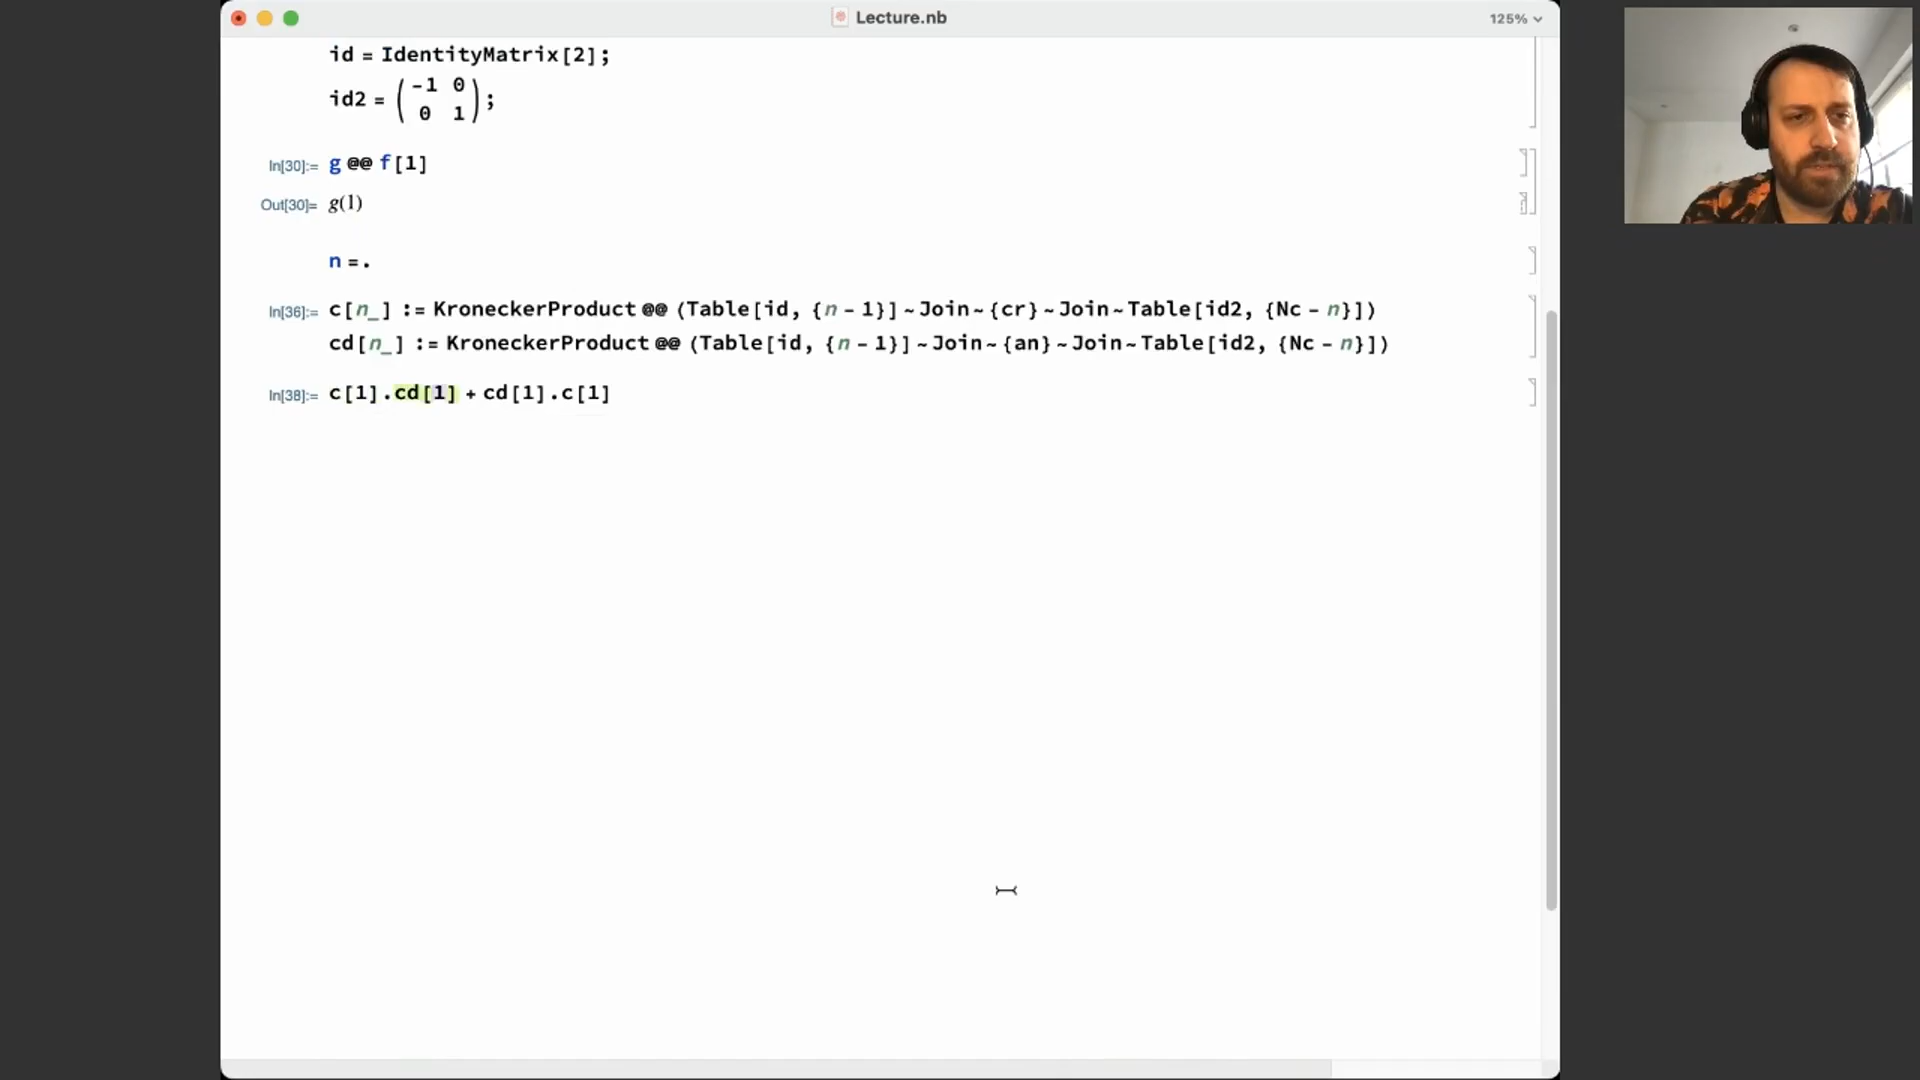 Lecture.nb
125%
id = IdentityMatrix[2];
id2 = (-1 0
0 1);
In[30]:= g @@ f[1]
Out[30]= g(1)
n =.
In[36]:= c[n_] := KroneckerProduct @@ (Table[id, {n - 1}] ~ Join ~ {cr} ~ Join ~ Table[id2, {Nc - n}])
cd[n_] := KroneckerProduct @@ (Table[id, {n - 1}] ~ Join ~ {an} ~ Join ~ Table[id2, {Nc - n}])
In[38]:= c[1].cd[1] + cd[1].c[1]